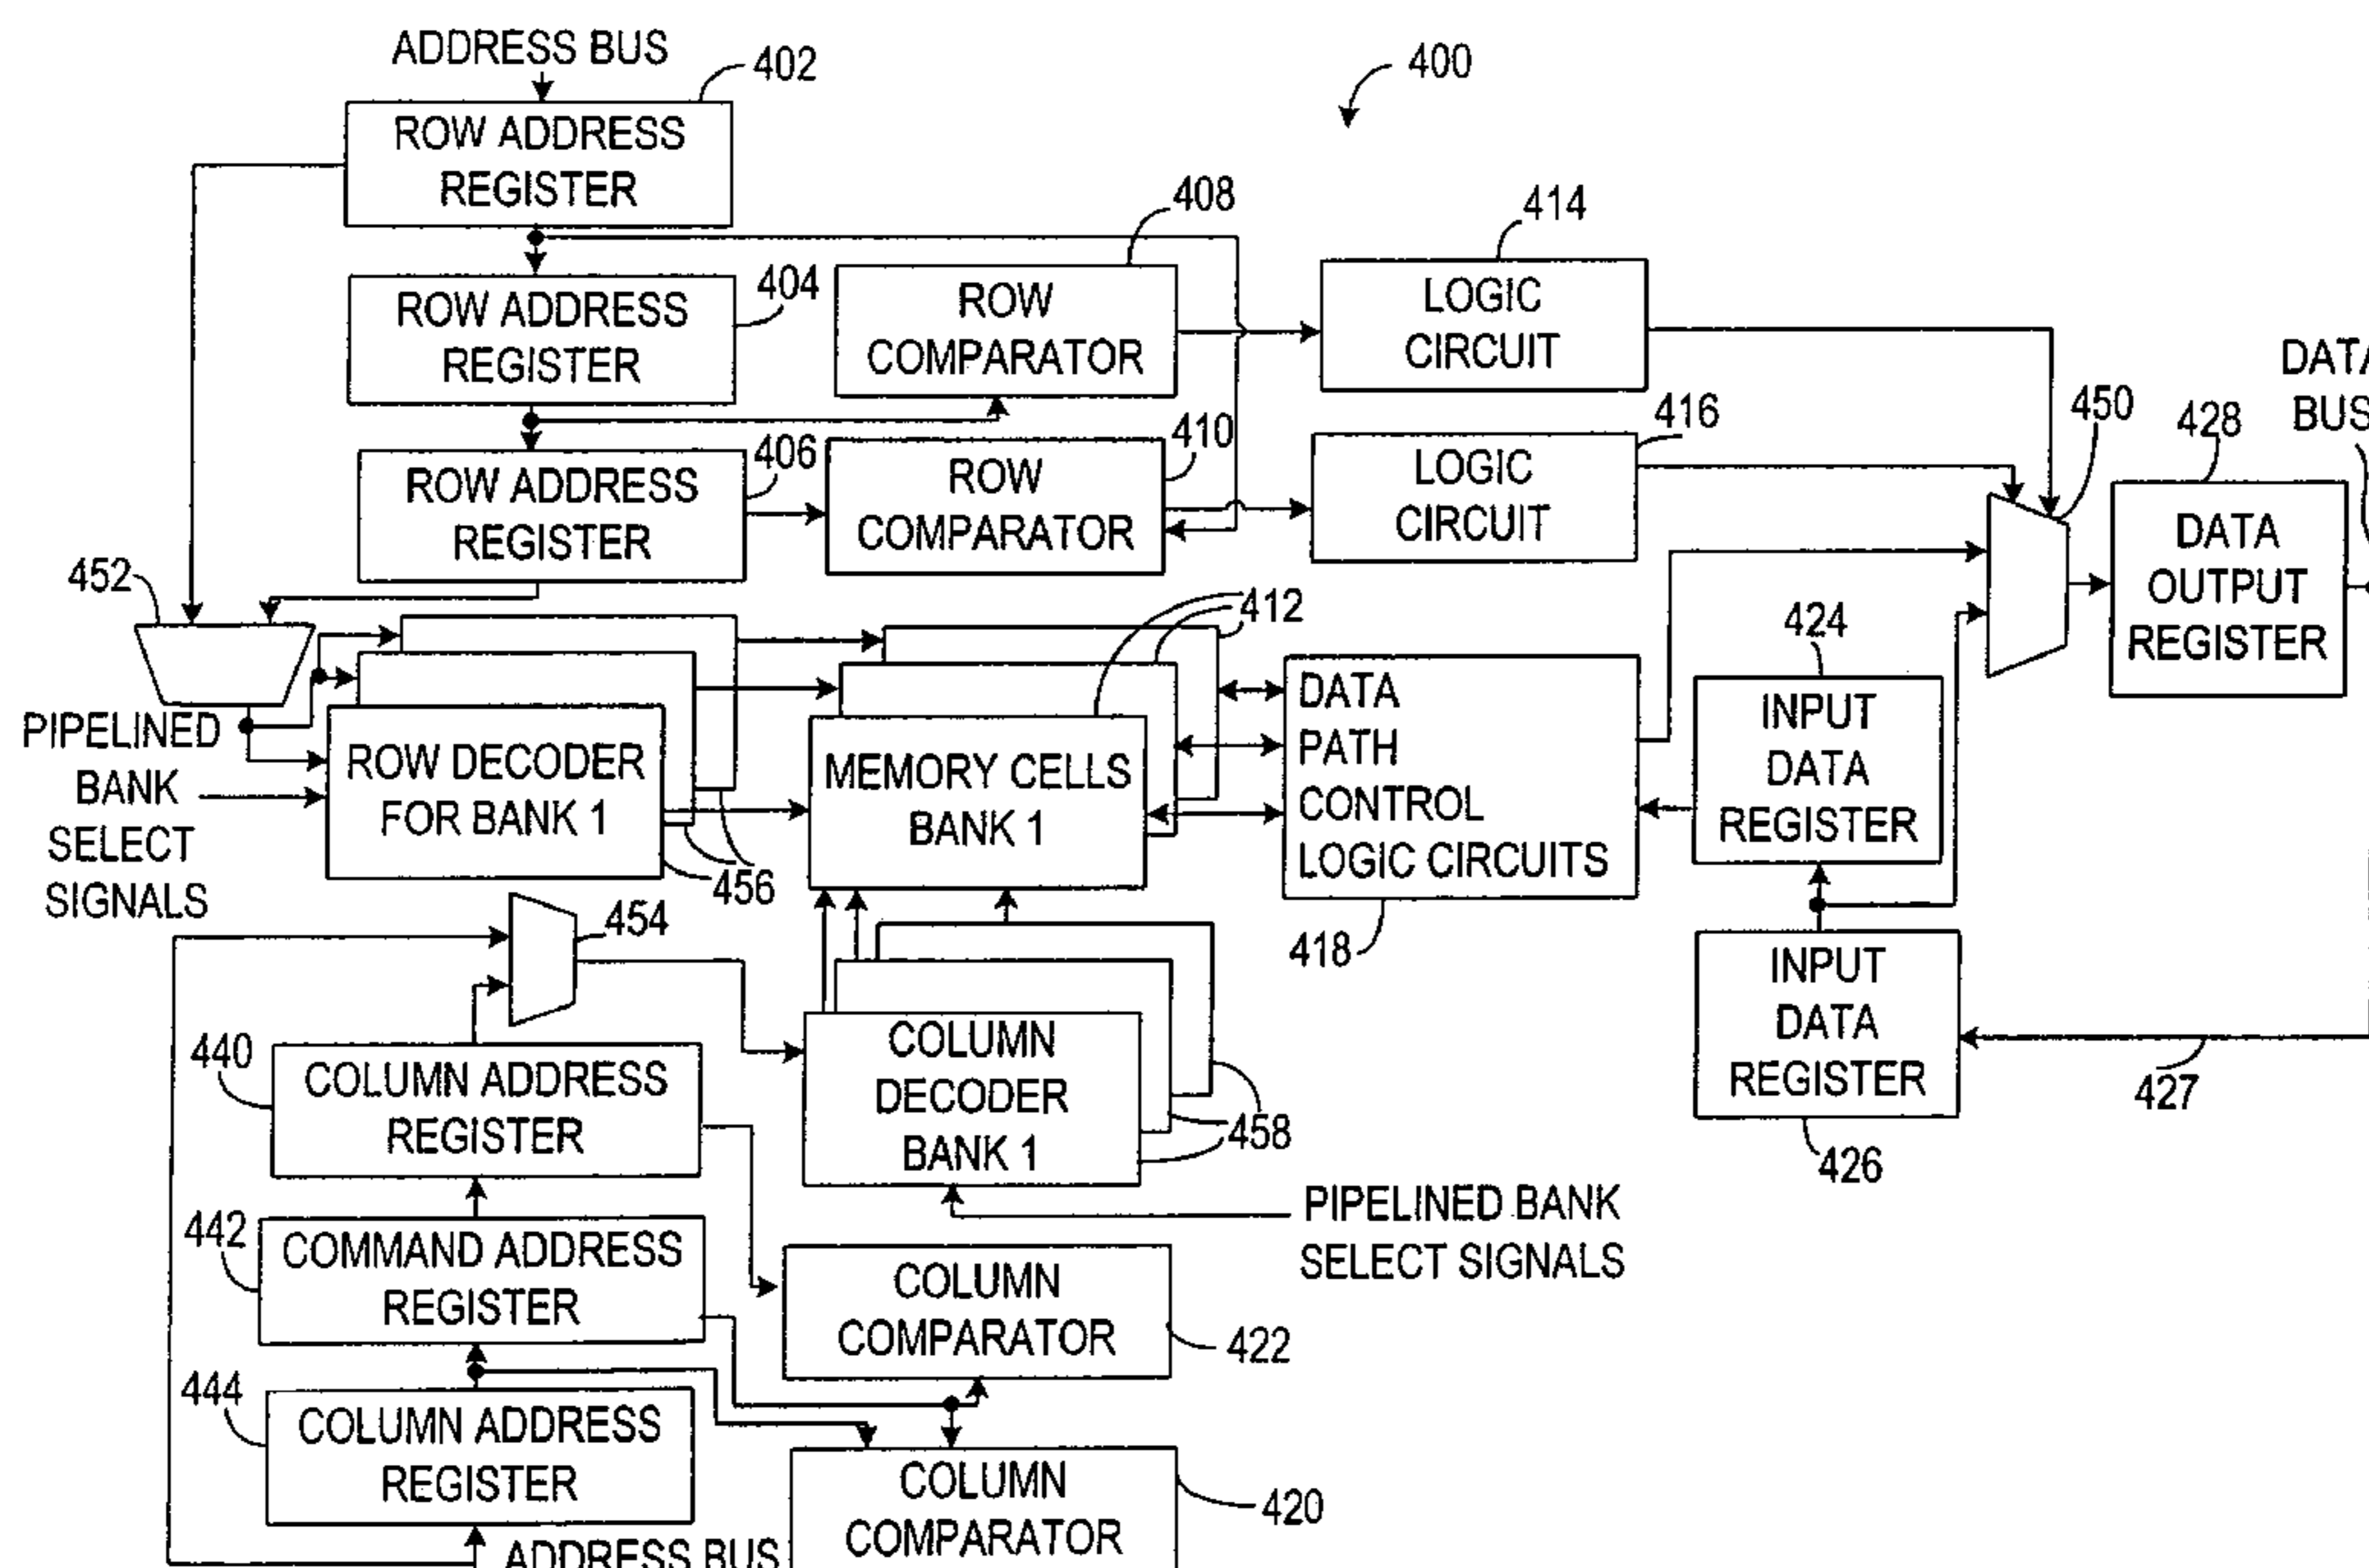 ADDRESS BUS
402
400
ROW ADDRESS
REGISTER
408
414
404
ROW ADDRESS
REGISTER
ROW
COMPARATOR
LOGIC
CIRCUIT
DATA
BUS
406
410
416
450
428
ROW ADDRESS
REGISTER
ROW
COMPARATOR
LOGIC
CIRCUIT
DATA
OUTPUT
REGISTER
452
412
424
PIPELINED
BANK
SELECT
SIGNALS
ROW DECODER
FOR BANK 1
456
MEMORY CELLS
BANK 1
DATA
PATH
CONTROL
LOGIC CIRCUITS
418
INPUT
DATA
REGISTER
454
INPUT
DATA
REGISTER
426
427
440
COLUMN ADDRESS
REGISTER
COLUMN
DECODER
BANK 1
458
PIPELINED BANK
SELECT SIGNALS
442
COMMAND ADDRESS
REGISTER
COLUMN
COMPARATOR
422
444
COLUMN ADDRESS
REGISTER
COLUMN
COMPARATOR
420
ADDRESS BUS